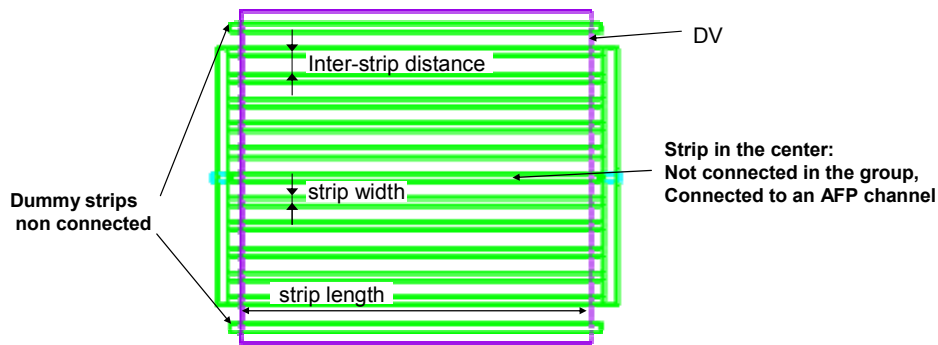 DV
Inter-strip distance
Strip in the center:
Not connected in the group,
Connected to an AFP channel
strip width
Dummy strips
non connected
strip length